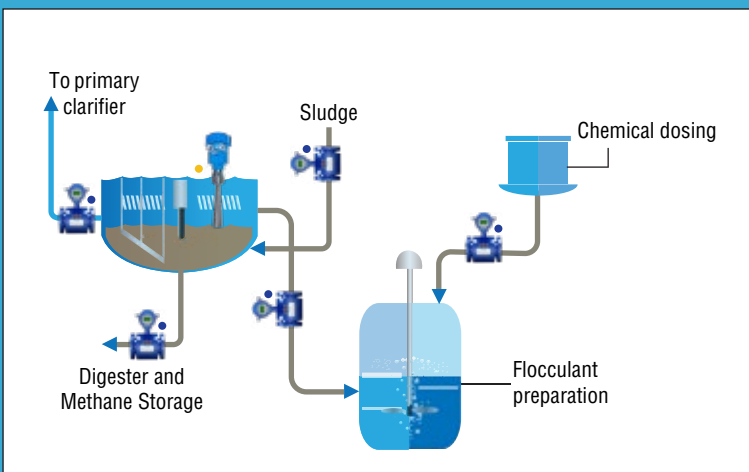 To primary
clarifier
Sludge
Chemical dosing
Digester and
Methane Storage
Flocculant
preparation